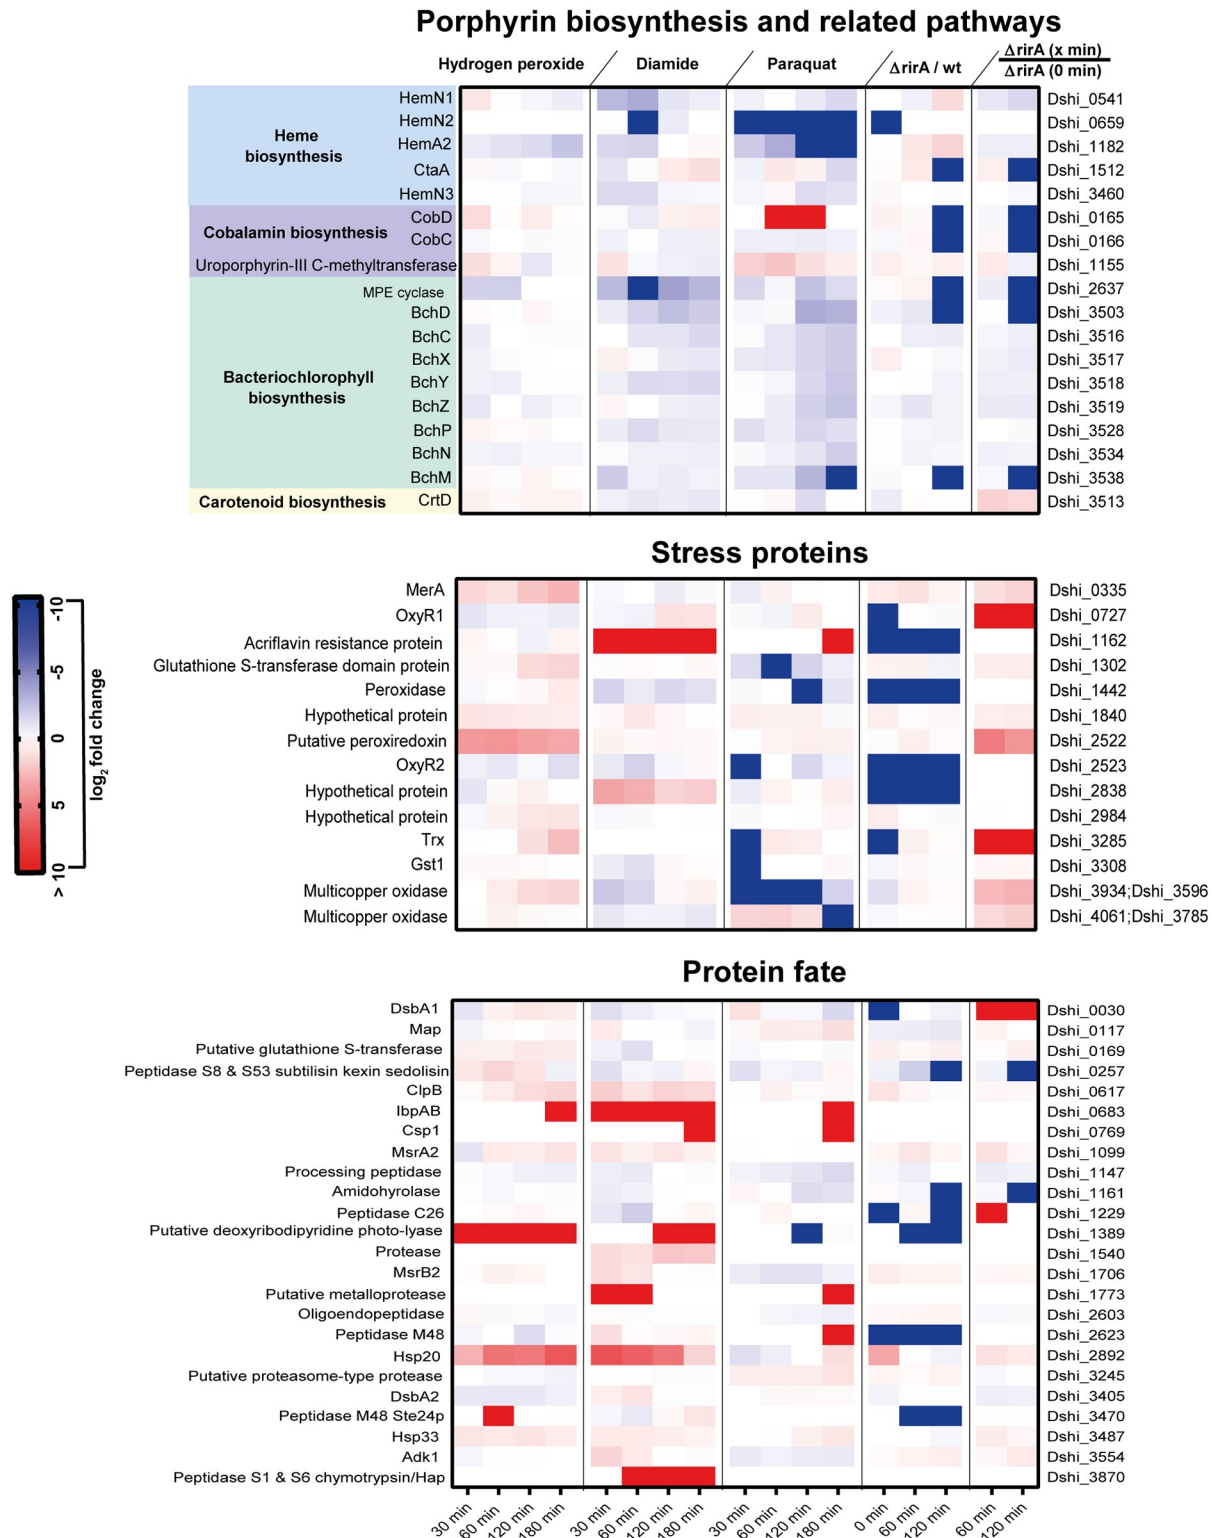 Porphyrin biosynthesis and related pathways
Hydrogen peroxide
Diamide
Paraquat
ΔrirA / wt
ΔrirA (x min)
ΔrirA (0 min)
Heme
biosynthesis
HemN1 Dshi_0541
HemN2 Dshi_0659
HemA2 Dshi_1182
CtaA Dshi_1512
HemN3 Dshi_3460
Cobalamin biosynthesis
CobD Dshi_0165
CobC Dshi_0166
Uroporphyrin-III C-methyltransferase Dshi_1155
Bacteriochlorophyll
biosynthesis
MPE cyclase Dshi_2637
BchD Dshi_3503
BchC Dshi_3516
BchX Dshi_3517
BchY Dshi_3518
BchZ Dshi_3519
BchP Dshi_3528
BchN Dshi_3534
BchM Dshi_3538
Carotenoid biosynthesis CrtD Dshi_3513
Stress proteins
MerA Dshi_0335
OxyR1 Dshi_0727
Acriflavin resistance protein Dshi_1162
Glutathione S-transferase domain protein Dshi_1302
Peroxidase Dshi_1442
Hypothetical protein Dshi_1840
Putative peroxiredoxin Dshi_2522
OxyR2 Dshi_2523
Hypothetical protein Dshi_2838
Hypothetical protein Dshi_2984
Trx Dshi_3285
Gst1 Dshi_3308
Multicopper oxidase Dshi_3934;Dshi_3596
Multicopper oxidase Dshi_4061;Dshi_3785
-10
-5
0
5
> 10
log2 fold change
Protein fate
DsbA1 Dshi_0030
Map Dshi_0117
Putative glutathione S-transferase Dshi_0169
Peptidase S8 & S53 subtilisin kexin sedolisin Dshi_0257
ClpB Dshi_0617
IbpAB Dshi_0683
Csp1 Dshi_0769
MsrA2 Dshi_1099
Processing peptidase Dshi_1147
Amidohyrolase Dshi_1161
Peptidase C26 Dshi_1229
Putative deoxyribodipyridine photo-lyase Dshi_1389
Protease Dshi_1540
MsrB2 Dshi_1706
Putative metalloprotease Dshi_1773
Oligoendopeptidase Dshi_2603
Peptidase M48 Dshi_2623
Hsp20 Dshi_2892
Putative proteasome-type protease Dshi_3245
DsbA2 Dshi_3405
Peptidase M48 Ste24p Dshi_3470
Hsp33 Dshi_3487
Adk1 Dshi_3554
Peptidase S1 & S6 chymotrypsin/Hap Dshi_3870
30 min 60 min 120 min 180 min 30 min 60 min 120 min 180 min 30 min 60 min 120 min 180 min 0 min 60 min 120 min 60 min 120 min